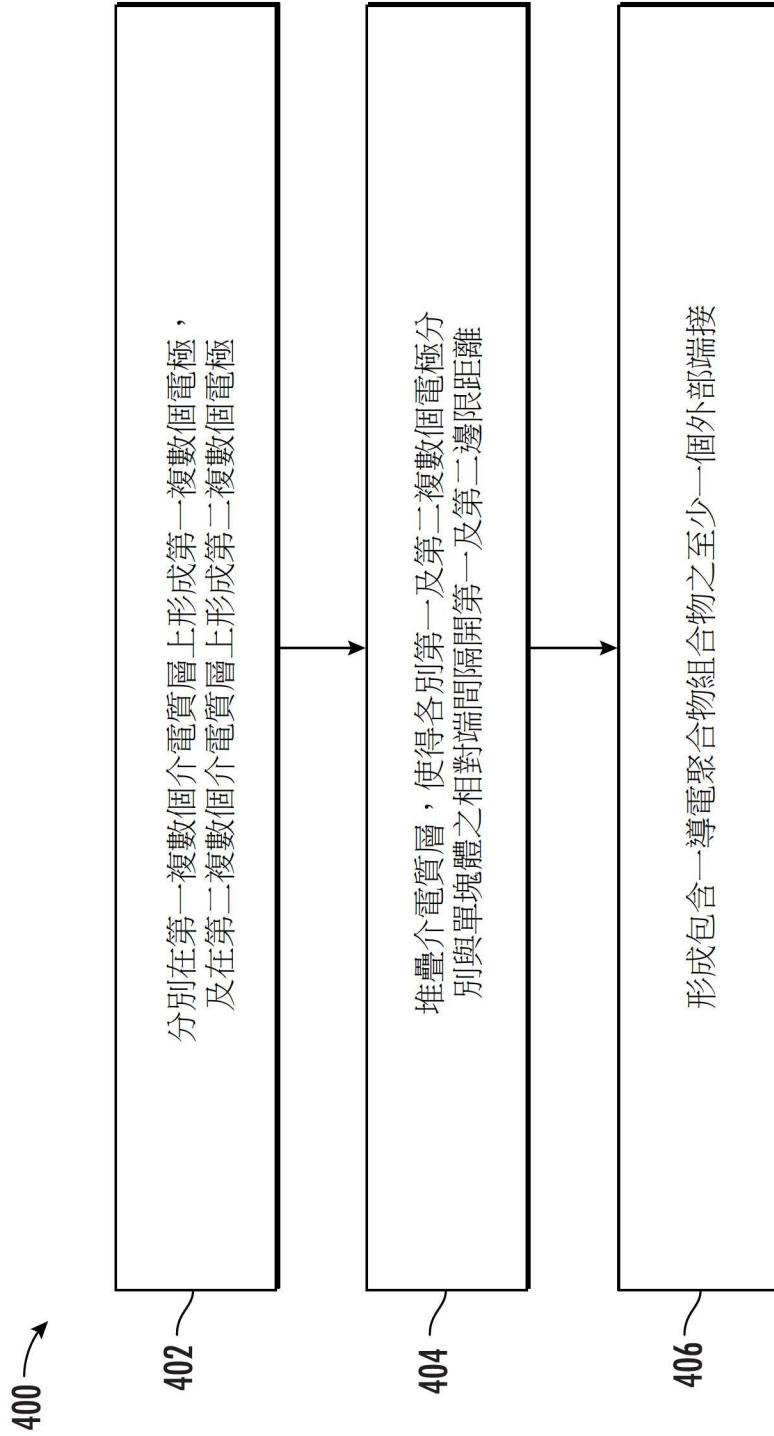 400
402
分別在第一複數個介電質層上形成第一複數個電極,
及在第二複數個介電質層上形成第二複數個電極
404
堆疊介電質層,使得各別第一及第二複數個電極分
別與單塊體之相對端間隔開第一及第二邊限距離
406
形成包含一導電聚合物組合物之至少一個外部端接